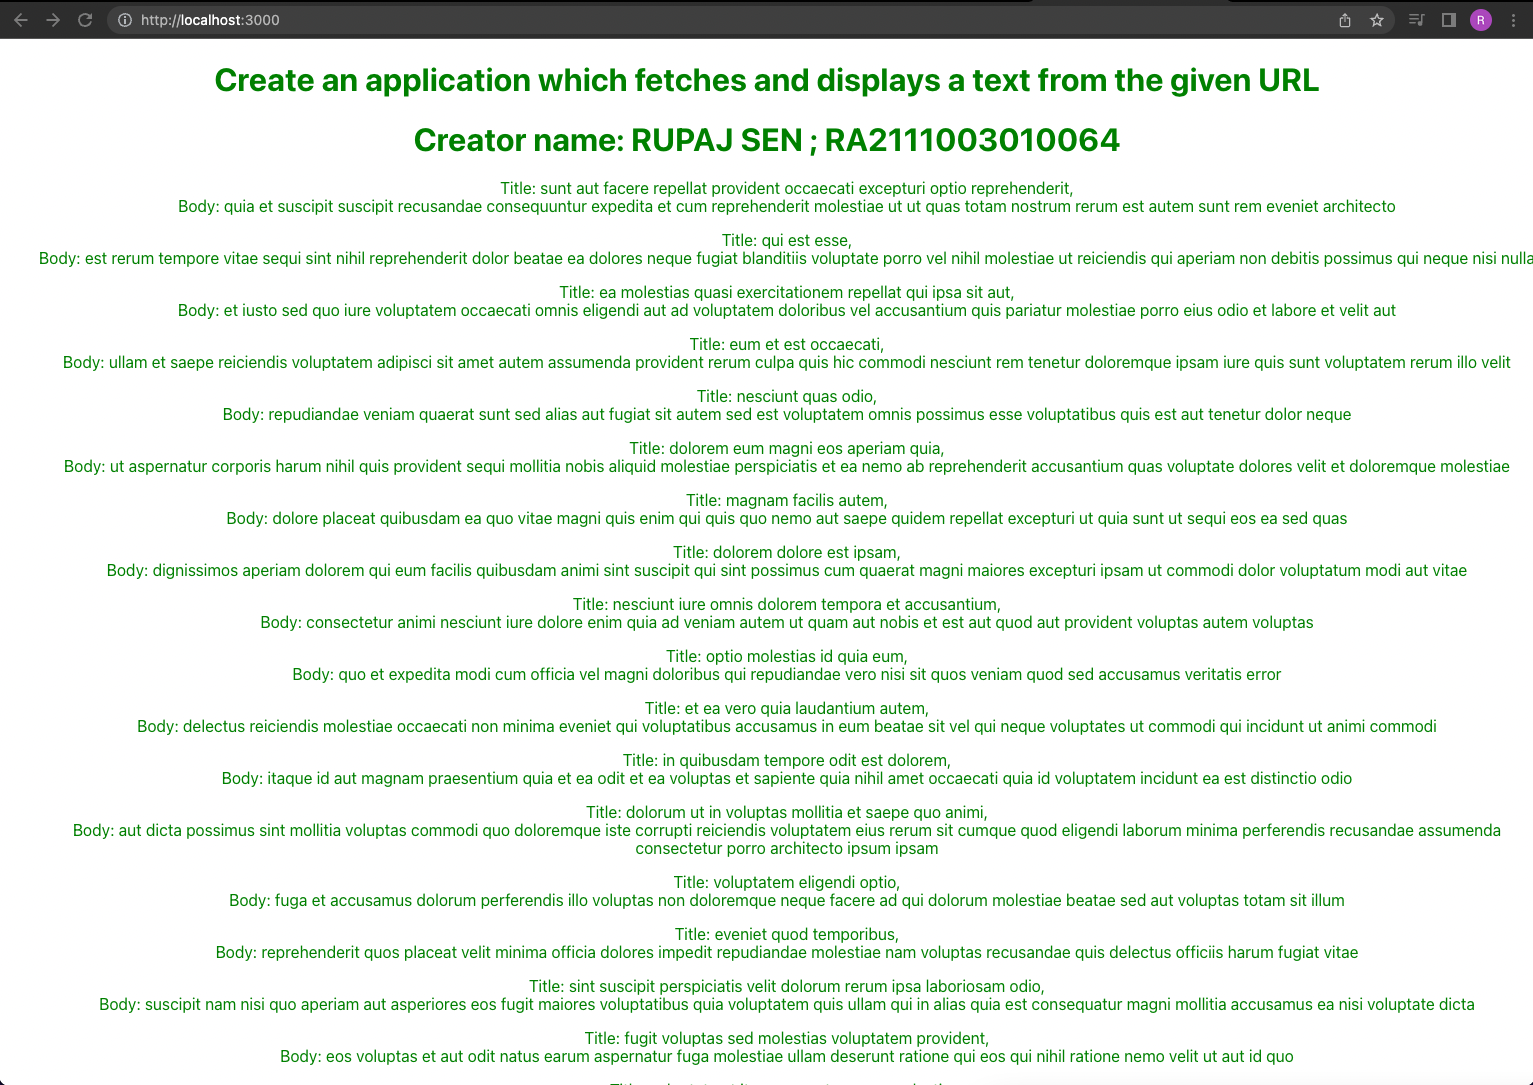 http://localhost:3000
R
Create an application which fetches and displays a text from the given URL
Creator name: RUPAJ SEN ; RA2111003010064
Title: sunt aut facere repellat provident occaecati excepturi optio reprehenderit,
Body: quia et suscipit suscipit recusandae consequuntur expedita et cum reprehenderit molestiae ut ut quas totam nostrum rerum est autem sunt rem eveniet architecto
Title: qui est esse,
Body: est rerum tempore vitae sequi sint nihil reprehenderit dolor beatae ea dolores neque fugiat blanditiis voluptate porro vel nihil molestiae ut reiciendis qui aperiam non debitis possimus qui neque nisi nulla
Title: ea molestias quasi exercitationem repellat qui ipsa sit aut,
Body: et iusto sed quo iure voluptatem occaecati omnis eligendi aut ad voluptatem doloribus vel accusantium quis pariatur molestiae porro eius odio et labore et velit aut
Title: eum et est occaecati,
Body: ullam et saepe reiciendis voluptatem adipisci sit amet autem assumenda provident rerum culpa quis hic commodi nesciunt rem tenetur doloremque ipsam iure quis sunt voluptatem rerum illo velit
Title: nesciunt quas odio,
Body: repudiandae veniam quaerat sunt sed alias aut fugiat sit autem sed est voluptatem omnis possimus esse voluptatibus quis est aut tenetur dolor neque
Title: dolorem eum magni eos aperiam quia,
Body: ut aspernatur corporis harum nihil quis provident sequi mollitia nobis aliquid molestiae perspiciatis et ea nemo ab reprehenderit accusantium quas voluptate dolores velit et doloremque molestiae
Title: magnam facilis autem,
Body: dolore placeat quibusdam ea quo vitae magni quis enim qui quis quo nemo aut saepe quidem repellat excepturi ut quia sunt ut sequi eos ea sed quas
Title: dolorem dolore est ipsam,
Body: dignissimos aperiam dolorem qui eum facilis quibusdam animi sint suscipit qui sint possimus cum quaerat magni maiores excepturi ipsam ut commodi dolor voluptatum modi aut vitae
Title: nesciunt iure omnis dolorem tempora et accusantium,
Body: consectetur animi nesciunt iure dolore enim quia ad veniam autem ut quam aut nobis et est aut quod aut provident voluptas autem voluptas
Title: optio molestias id quia eum,
Body: quo et expedita modi cum officia vel magni doloribus qui repudiandae vero nisi sit quos veniam quod sed accusamus veritatis error
Title: et ea vero quia laudantium autem,
Body: delectus reiciendis molestiae occaecati non minima eveniet qui voluptatibus accusamus in eum beatae sit vel qui neque voluptates ut commodi qui incidunt ut animi commodi
Title: in quibusdam tempore odit est dolorem,
Body: itaque id aut magnam praesentium quia et ea odit et ea voluptas et sapiente quia nihil amet occaecati quia id voluptatem incidunt ea est distinctio odio
Title: dolorum ut in voluptas mollitia et saepe quo animi,
Body: aut dicta possimus sint mollitia voluptas commodi quo doloremque iste corrupti reiciendis voluptatem eius rerum sit cumque quod eligendi laborum minima perferendis recusandae assumenda
consectetur porro architecto ipsum ipsam
Title: voluptatem eligendi optio,
Body: fuga et accusamus dolorum perferendis illo voluptas non doloremque neque facere ad qui dolorum molestiae beatae sed aut voluptas totam sit illum
Title: eveniet quod temporibus,
Body: reprehenderit quos placeat velit minima officia dolores impedit repudiandae molestiae nam voluptas recusandae quis delectus officiis harum fugiat vitae
Title: sint suscipit perspiciatis velit dolorum rerum ipsa laboriosam odio,
Body: suscipit nam nisi quo aperiam aut asperiores eos fugit maiores voluptatibus quia voluptatem quis ullam qui in alias quia est consequatur magni mollitia accusamus ea nisi voluptate dicta
Title: fugit voluptas sed molestias voluptatem provident,
Body: eos voluptas et aut odit natus earum aspernatur fuga molestiae ullam deserunt ratione qui eos qui nihil ratione nemo velit ut aut id quo